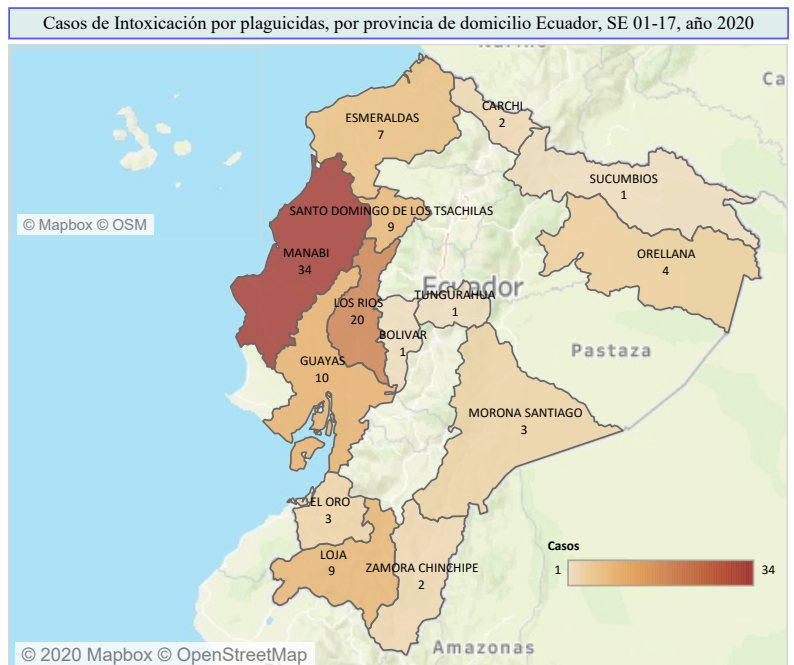 Casos de Intoxicación por plaguicidas, por provincia de domicilio Ecuador, SE 01-17, año 2020
ESMERALDAS
7
CARCHI
2
SUCUMBIOS
1
SANTO DOMINGO DE LOS TSACHILAS
9
© Mapbox © OSM
MANABI
34
ORELLANA
4
Ecuador
TUNGURAHUA
1
LOS RIOS
20
BOLIVAR
1
Pastaza
GUAYAS
10
MORONA SANTIAGO
3
EL ORO
3
Casos
1
34
LOJA
9
ZAMORA CHINCHIPE
2
Amazonas
© 2020 Mapbox © OpenStreetMap